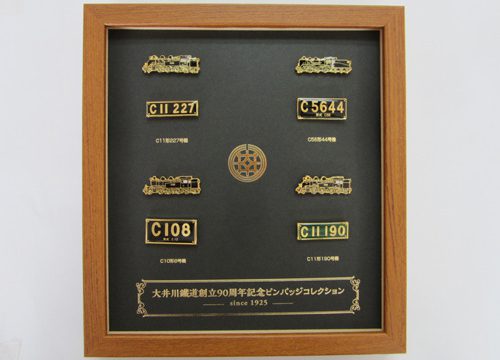 C11 227
C11形227号機
C5644
C56形44号機
C108
C10形8号機
C11 190
C11形190号機
大井川鐵道創立90周年記念ピンバッジコレクション
since 1925